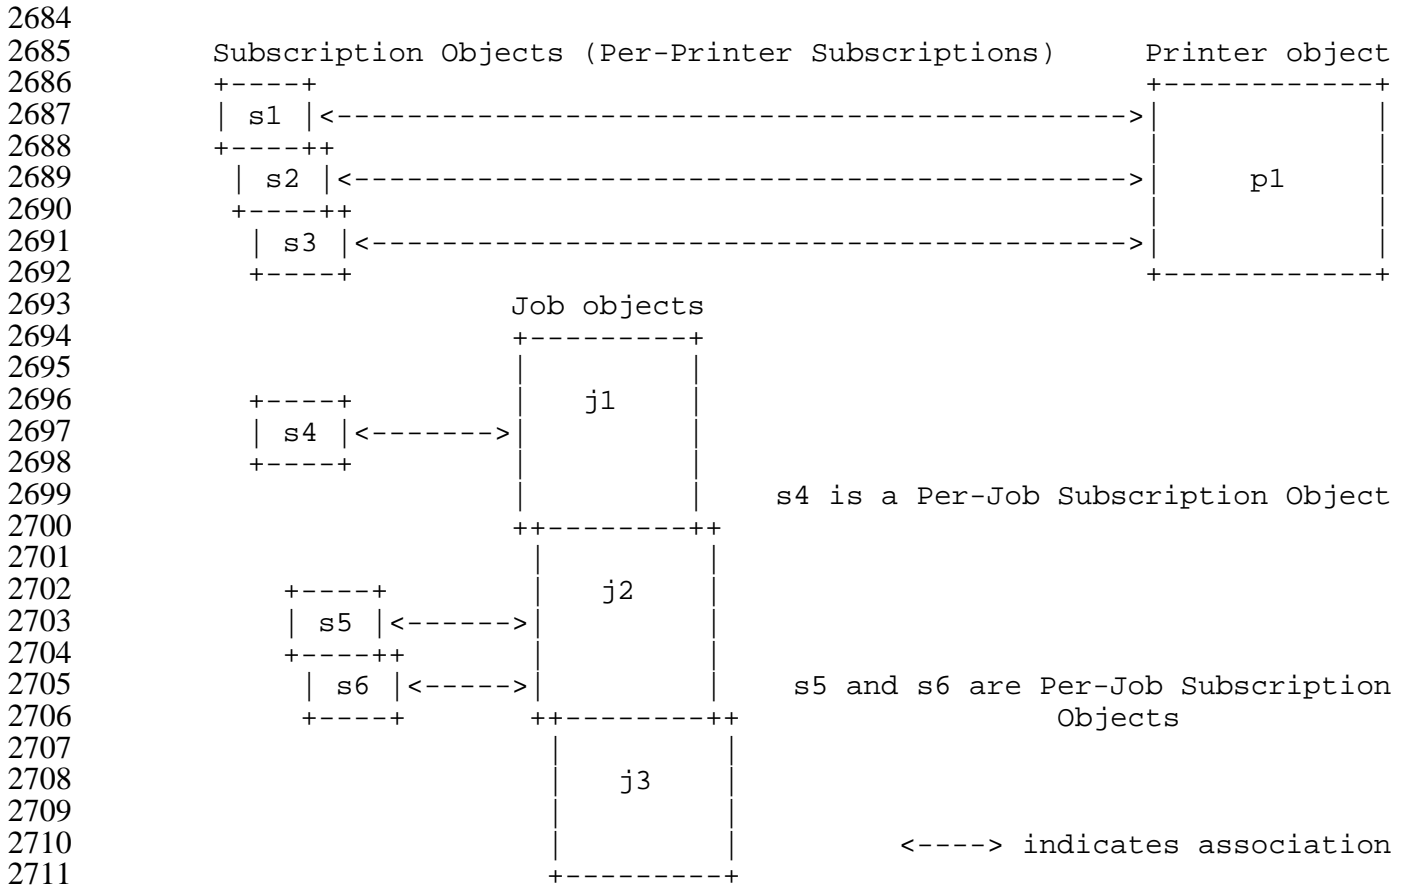 2684
2685 Subscription Objects (Per-Printer Subscriptions) Printer object
2686 +----+ +------------+
2687 | s1 |<--------------------------------------------->| |
2688 +----++ | |
2689 | s2 |<-------------------------------------------->| p1 |
2690 +----++ | |
2691 | s3 |<------------------------------------------->| |
2692 +----+ +------------+
2693 Job objects
2694 +---------+
2695 | |
2696 +----+ | j1 |
2697 | s4 |<------->| |
2698 +----+ | |
2699 | | s4 is a Per-Job Subscription Object
2700 ++--------++
2701 | |
2702 +----+ | j2 |
2703 | s5 |<------>| |
2704 +----++ | |
2705 | s6 |<----->| | s5 and s6 are Per-Job Subscription
2706 +----+ ++--------++ Objects
2707 | |
2708 | j3 |
2709 | |
2710 | | <----> indicates association
2711 +---------+